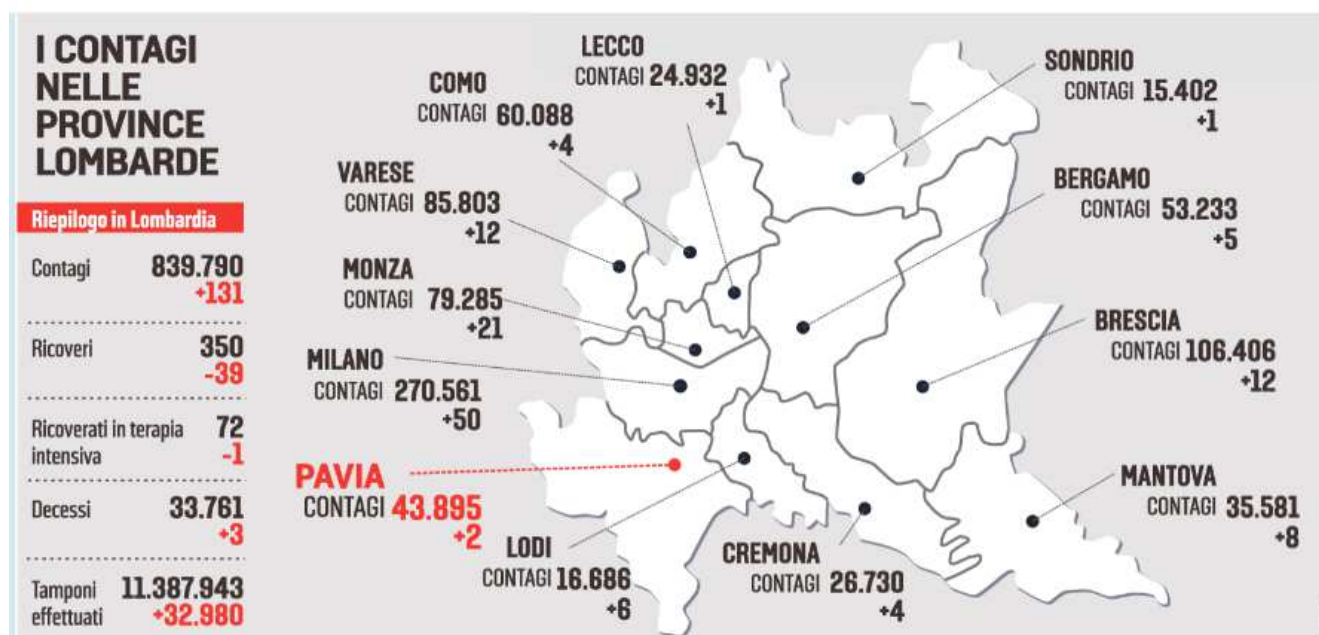 I CONTAGI
NELLE
PROVINCE
LOMBARDE
Riepilogo in Lombardia
Contagi 839.790
+131
Ricoveri 350
-39
Ricoverati in terapia
intensiva 72
-1
Decessi 33.761
+3
Tamponi
effettuati 11.387.943
+32.980
LECCO
CONTAGI 24.932
+1
COMO
CONTAGI 60.088
+4
VARESE
CONTAGI 85.803
+12
MONZA
CONTAGI 79.285
+21
MILANO
CONTAGI 270.561
+50
PAVIA
CONTAGI 43.895
+2
LODI
CONTAGI 16.686
+6
CREMONA
CONTAGI 26.730
+4
SONDRIO
CONTAGI 15.402
+1
BERGAMO
CONTAGI 53.233
+5
BRESCIA
CONTAGI 106.406
+12
MANTOVA
CONTAGI 35.581
+8